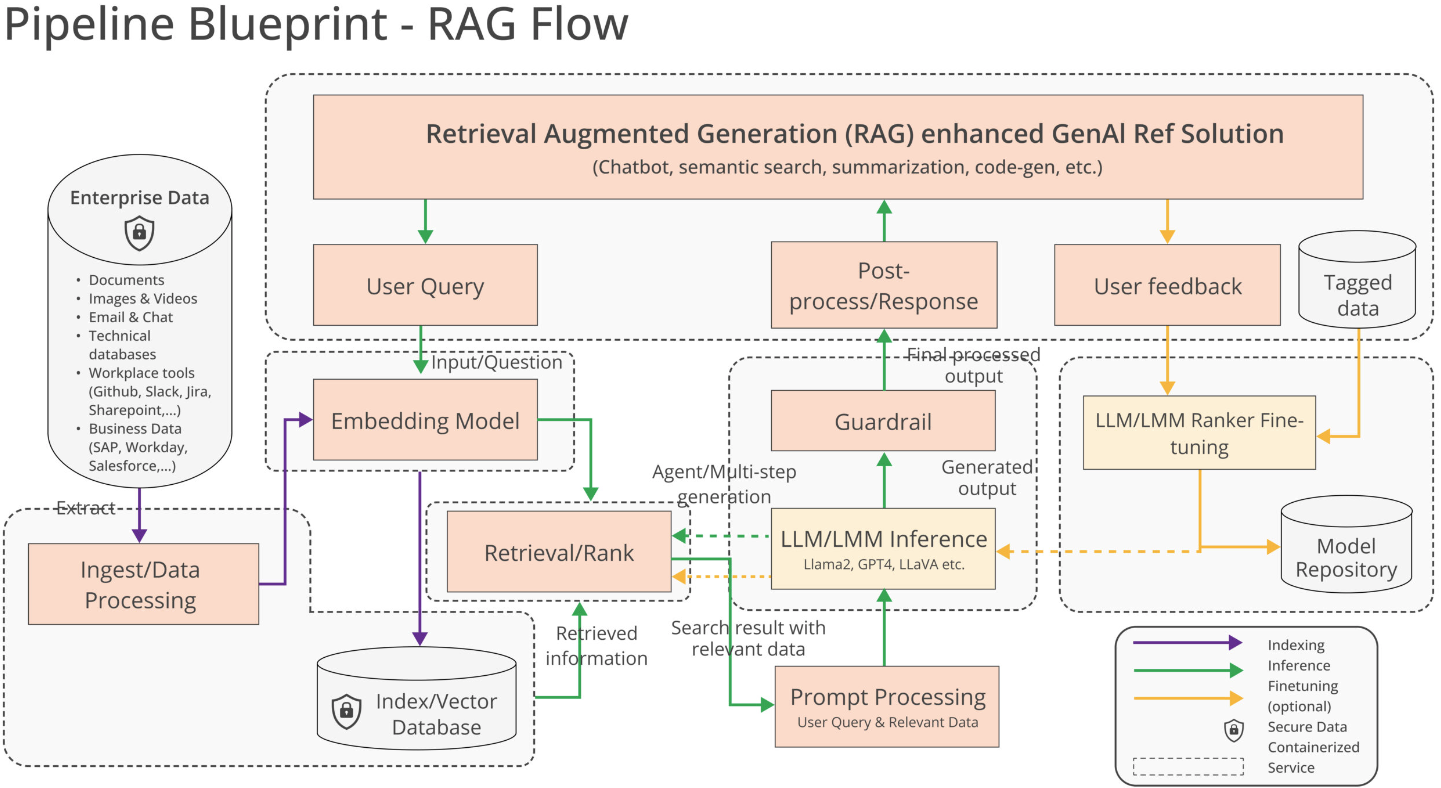 Pipeline Blueprint - RAG Flow
Retrieval Augmented Generation (RAG) enhanced GenAI Ref Solution
(Chatbot, semantic search, summarization, code-gen, etc.)
Enterprise Data
• Documents
• Images & Videos
• Email & Chat
• Technical
databases
• Workplace tools
(Github, Slack, Jira,
Sharepoint,...)
• Business Data
(SAP, Workday,
Salesforce,...)
User Query
Post-
process/Response
User feedback
Tagged
data
Input/Question
Final processed
output
Embedding Model
Guardrail
LLM/LMM Ranker Fine-
tuning
Agent/Multi-step
generation
Generated
output
Extract
Ingest/Data
Processing
Retrieval/Rank
LLM/LMM Inference
Llama2, GPT4, LLaVA etc.
Model
Repository
Retrieved
information
Search result with
relevant data
Index/Vector
Database
Prompt Processing
User Query & Relevant Data
Indexing
Inference
Finetuning
(optional)
Secure Data
Containerized
Service